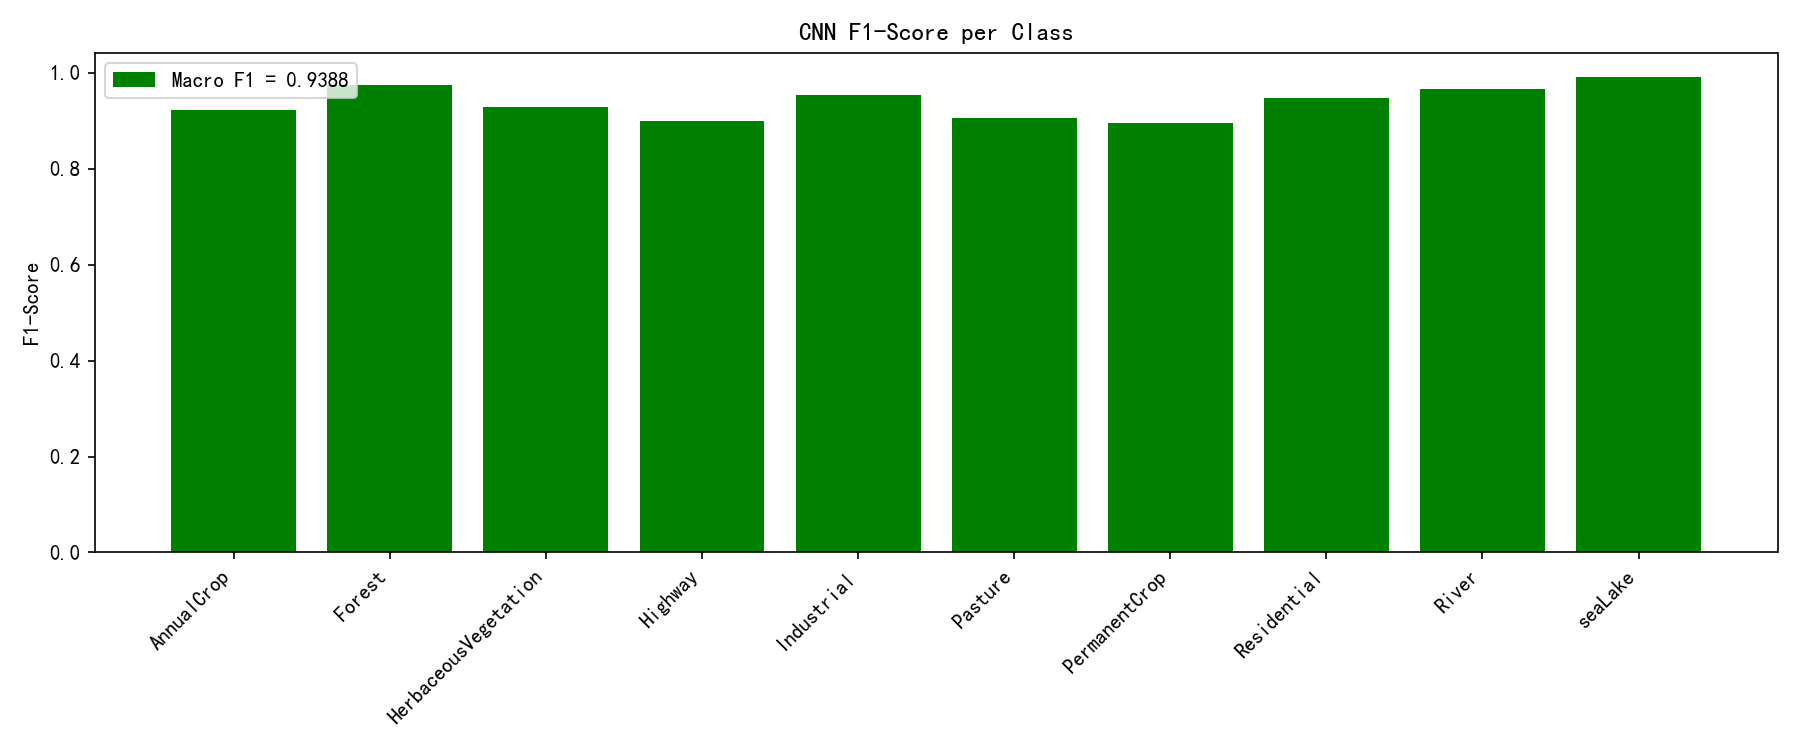 CNN F1-Score per Class
Macro F1 = 0.9388
F1-Score
1.0
0.8
0.6
0.4
0.2
0.0
AnnualCrop
Forest
HerbaceousVegetation
Highway
Industrial
Pasture
PermanentCrop
Residential
River
seaLake